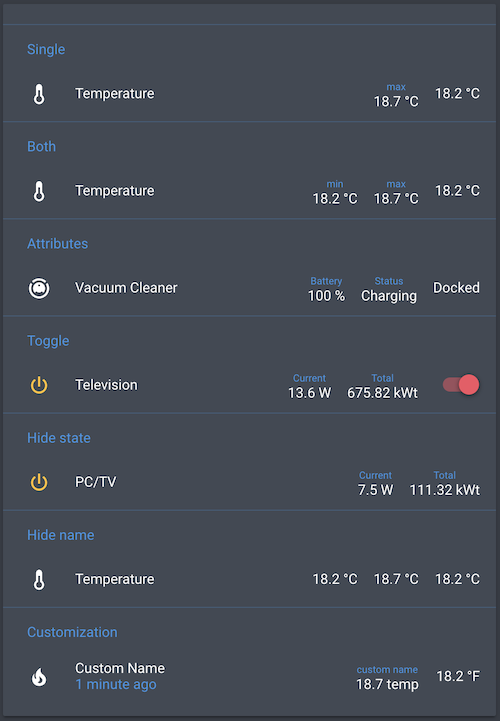 Single
Temperature max 18.7 °C 18.2 °C
Both
Temperature min 18.2 °C max 18.7 °C 18.2 °C
Attributes
Vacuum Cleaner Battery 100 % Status Charging Docked
Toggle
Television Current 13.6 W Total 675.82 kWt
Hide state
PC/TV Current 7.5 W Total 111.32 kWt
Hide name
Temperature 18.2 °C 18.7 °C 18.2 °C
Customization
Custom Name custom name 18.2 °F
1 minute ago 18.7 temp